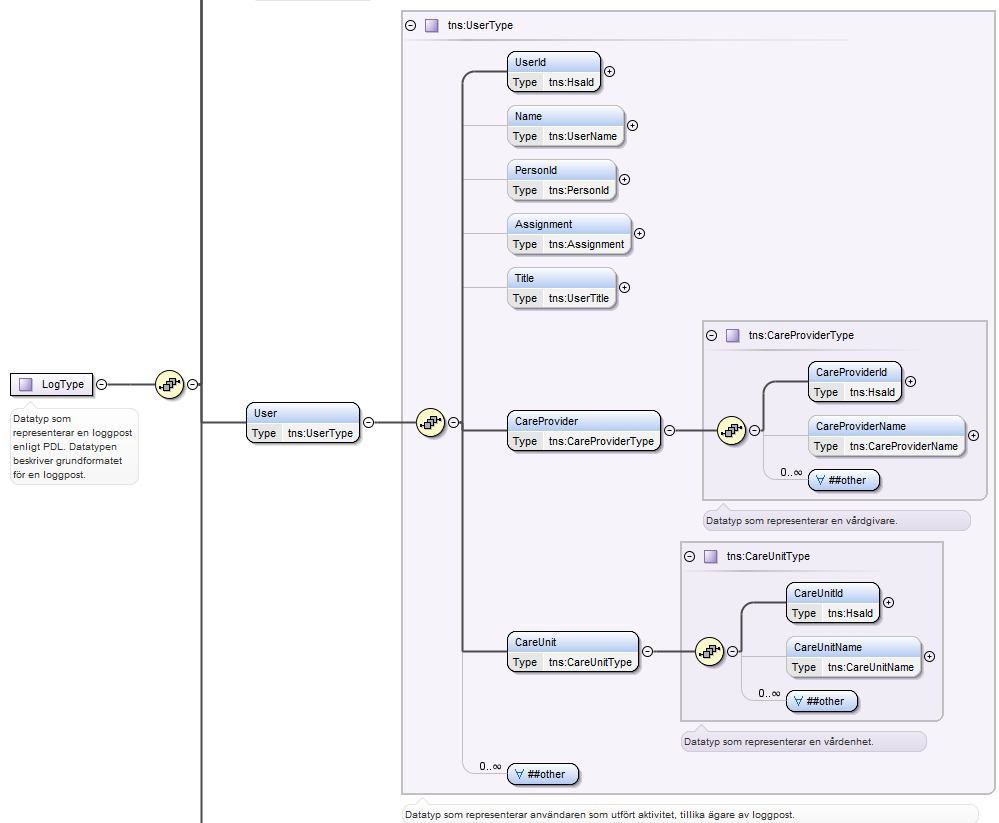 tns:UserType
UserId
Type tns:HsaId
Name
Type tns:UserName
PersonId
Type tns:PersonId
Assignment
Type tns:Assignment
Title
Type tns:UserTitle
LogType
Datatyp som
representerar en loggpost
enligt PDL. Datatypen
beskriver grundformatet
för en loggpost.
User
Type tns:UserType
CareProvider
Type tns:CareProviderType
tns:CareProviderType
CareProviderId
Type tns:HsaId
CareProviderName
Type tns:CareProviderName
0..∞
∀ ##other
Datatyp som representerar en vårdgivare.
CareUnit
Type tns:CareUnitType
tns:CareUnitType
CareUnitId
Type tns:HsaId
CareUnitName
Type tns:CareUnitName
0..∞
∀ ##other
Datatyp som representerar en vårdenhet.
0..∞
∀ ##other
Datatyp som representerar användaren som utfört aktivitet, tillika ägare av loggpost.